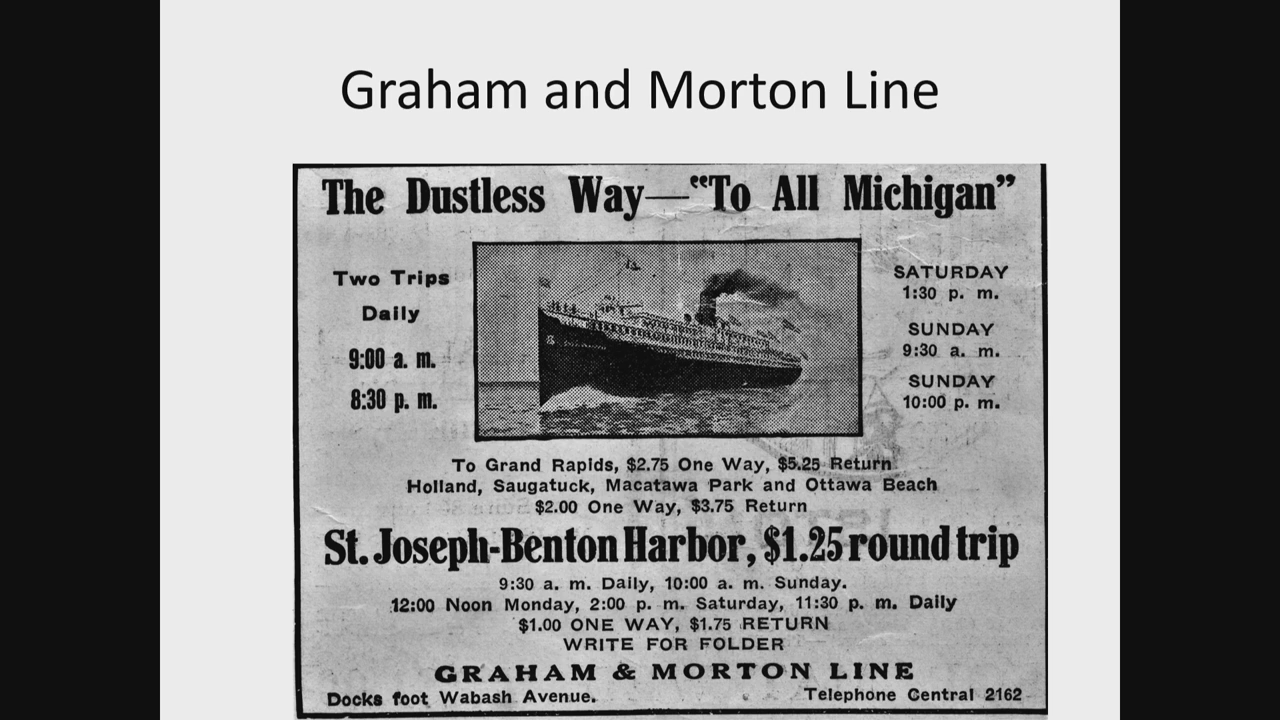 Graham and Morton Line
The Dustless Way—"To All Michigan"
Two Trips
Daily
9:00 a. m.
8:30 p. m.
SATURDAY
1:30 p. m.
SUNDAY
9:30 a. m.
SUNDAY
10:00 p. m.
To Grand Rapids, $2.75 One Way, $5.25 Return
Holland, Saugatuck, Macatawa Park and Ottawa Beach
$2.00 One Way, $3.75 Return
St. Joseph-Benton Harbor, $1.25 round trip
9:30 a. m. Daily, 10:00 a. m. Sunday.
12:00 Noon Monday, 2:00 p. m. Saturday, 11:30 p. m. Daily
$1.00 ONE WAY, $1.75 RETURN
WRITE FOR FOLDER
GRAHAM & MORTON LINE
Docks foot Wabash Avenue. Telephone Central 2162